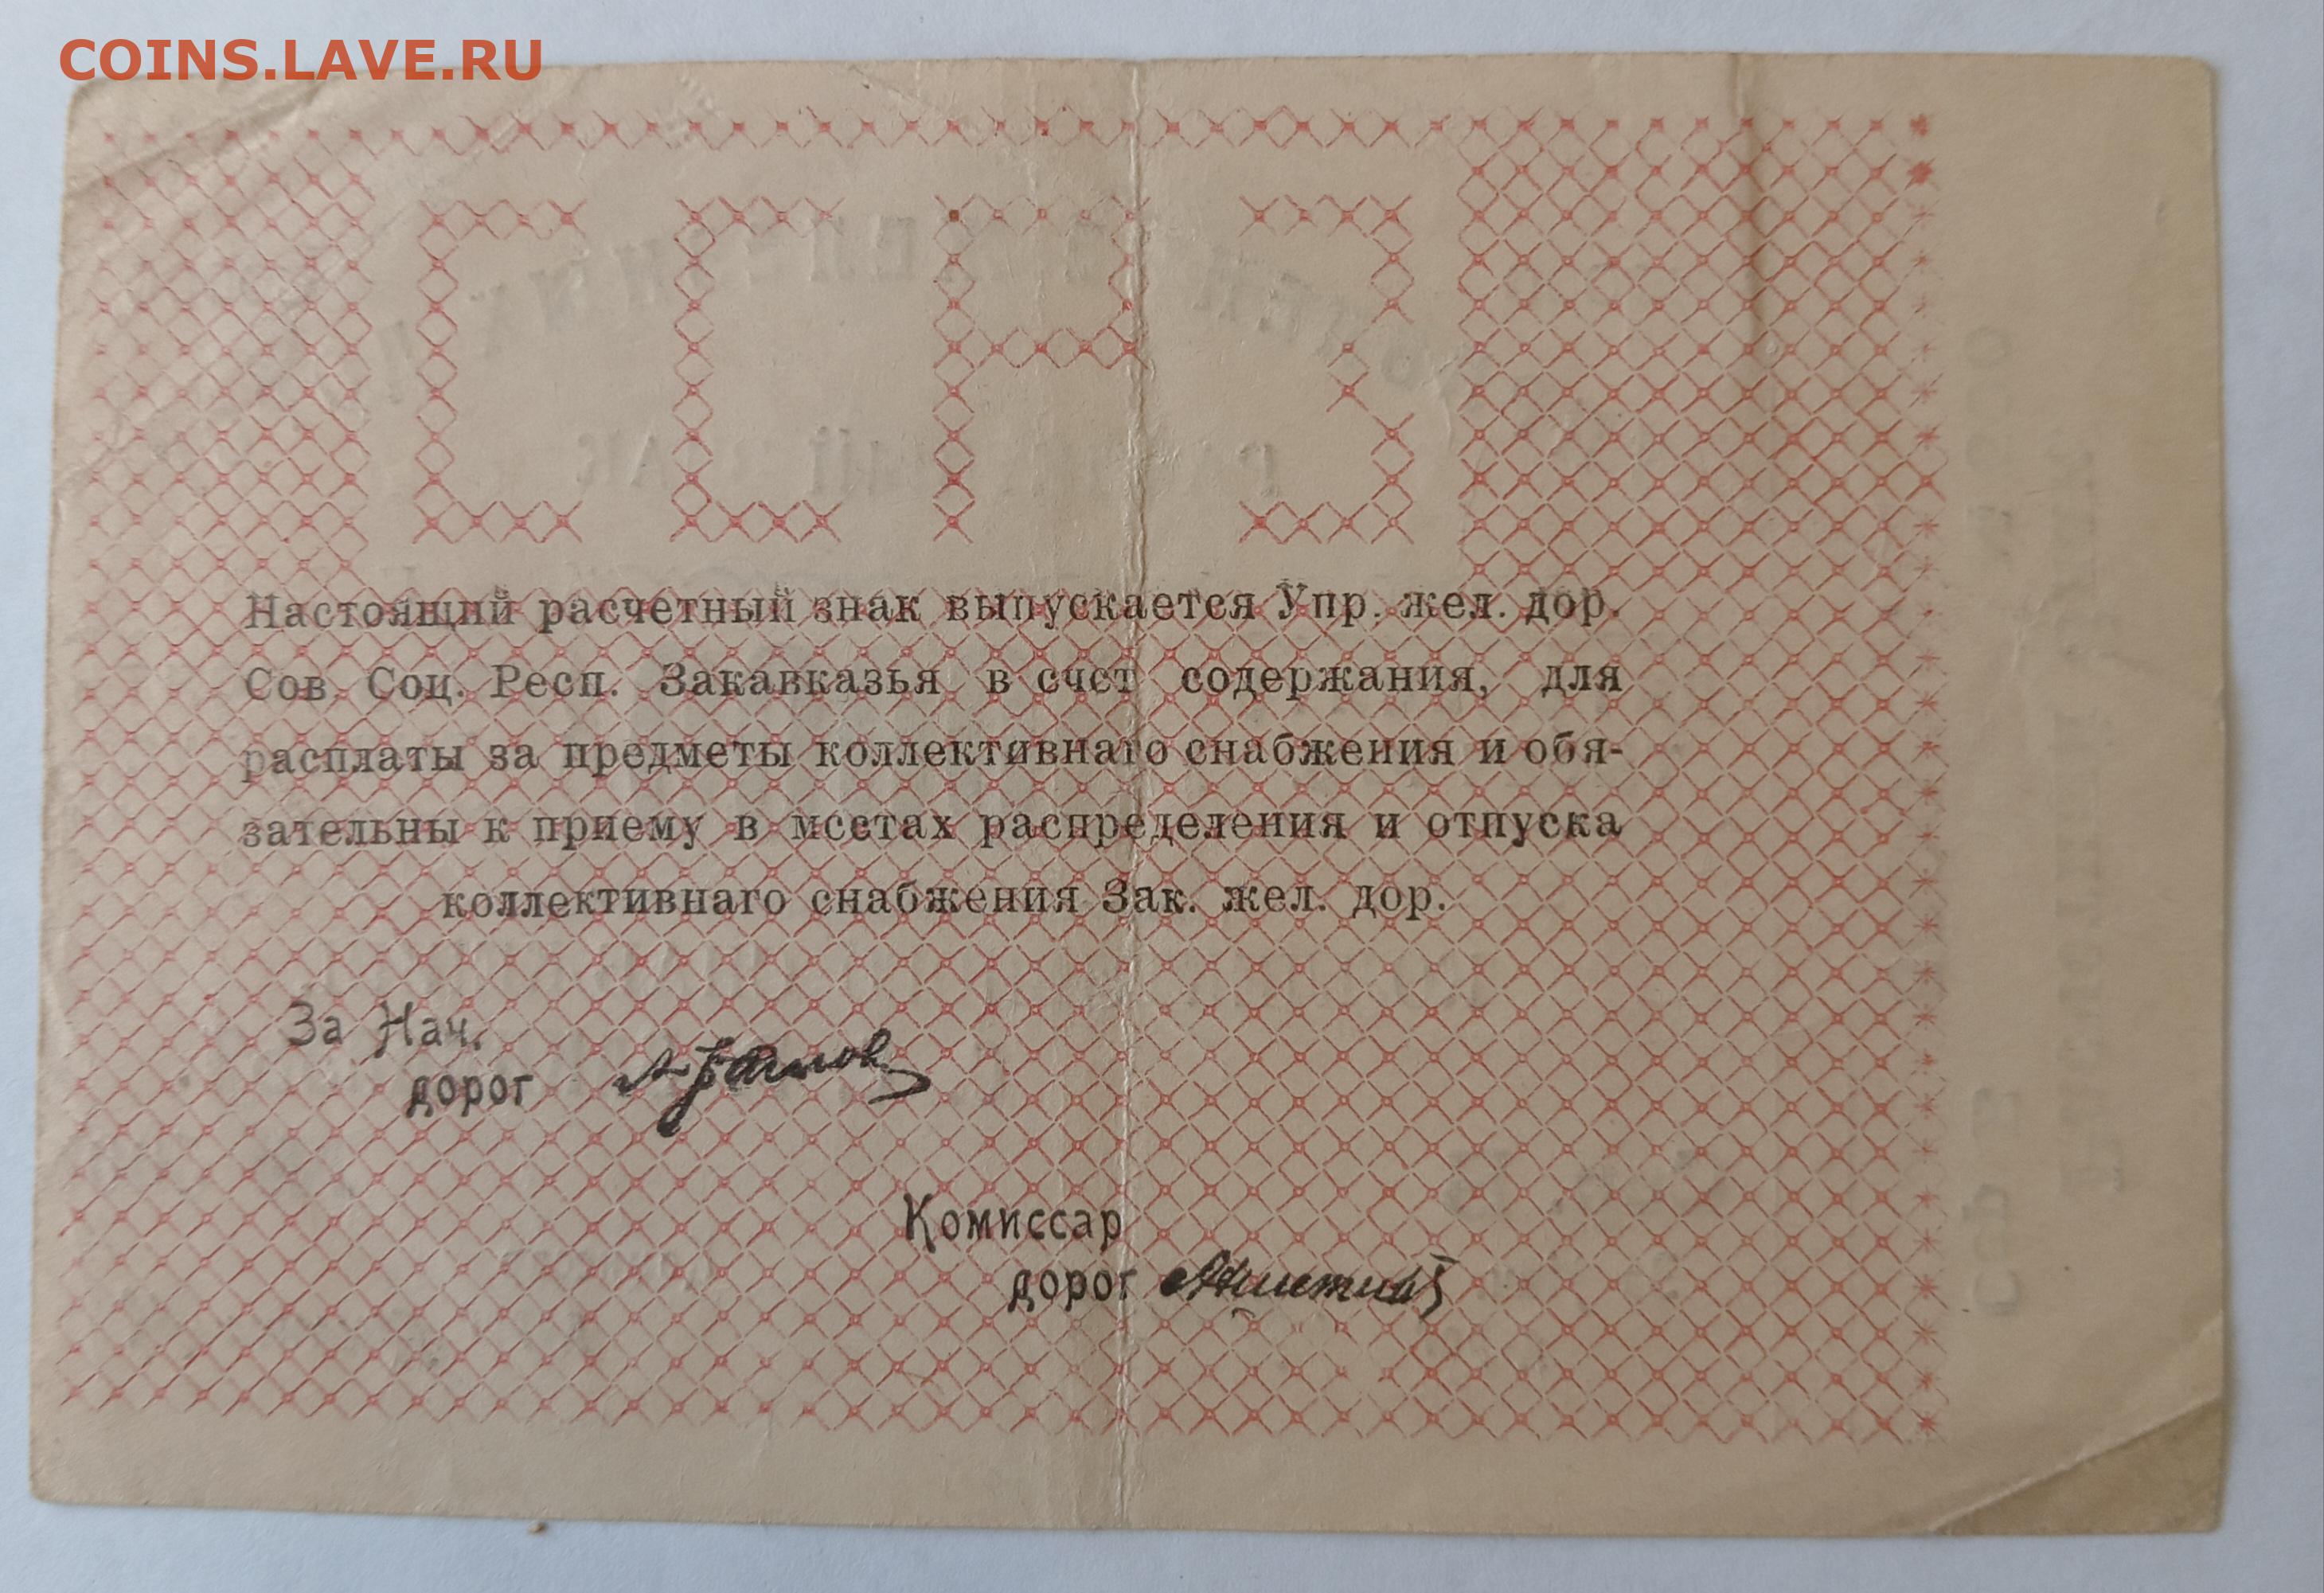 COINS.LAVE.RU
ССРЗ
Настоящий расчетный знак выпускается Упр. жел. дор.
Сов. Соц. Респ. Закавказья в счет содержания, для
расплаты за предметы коллективнаго снабжения и обя-
зательны к приему в местах распределения и отпуска
коллективнаго снабжения Зак. жел. дор.
За Нач.
дорог
Комиссар
дорог